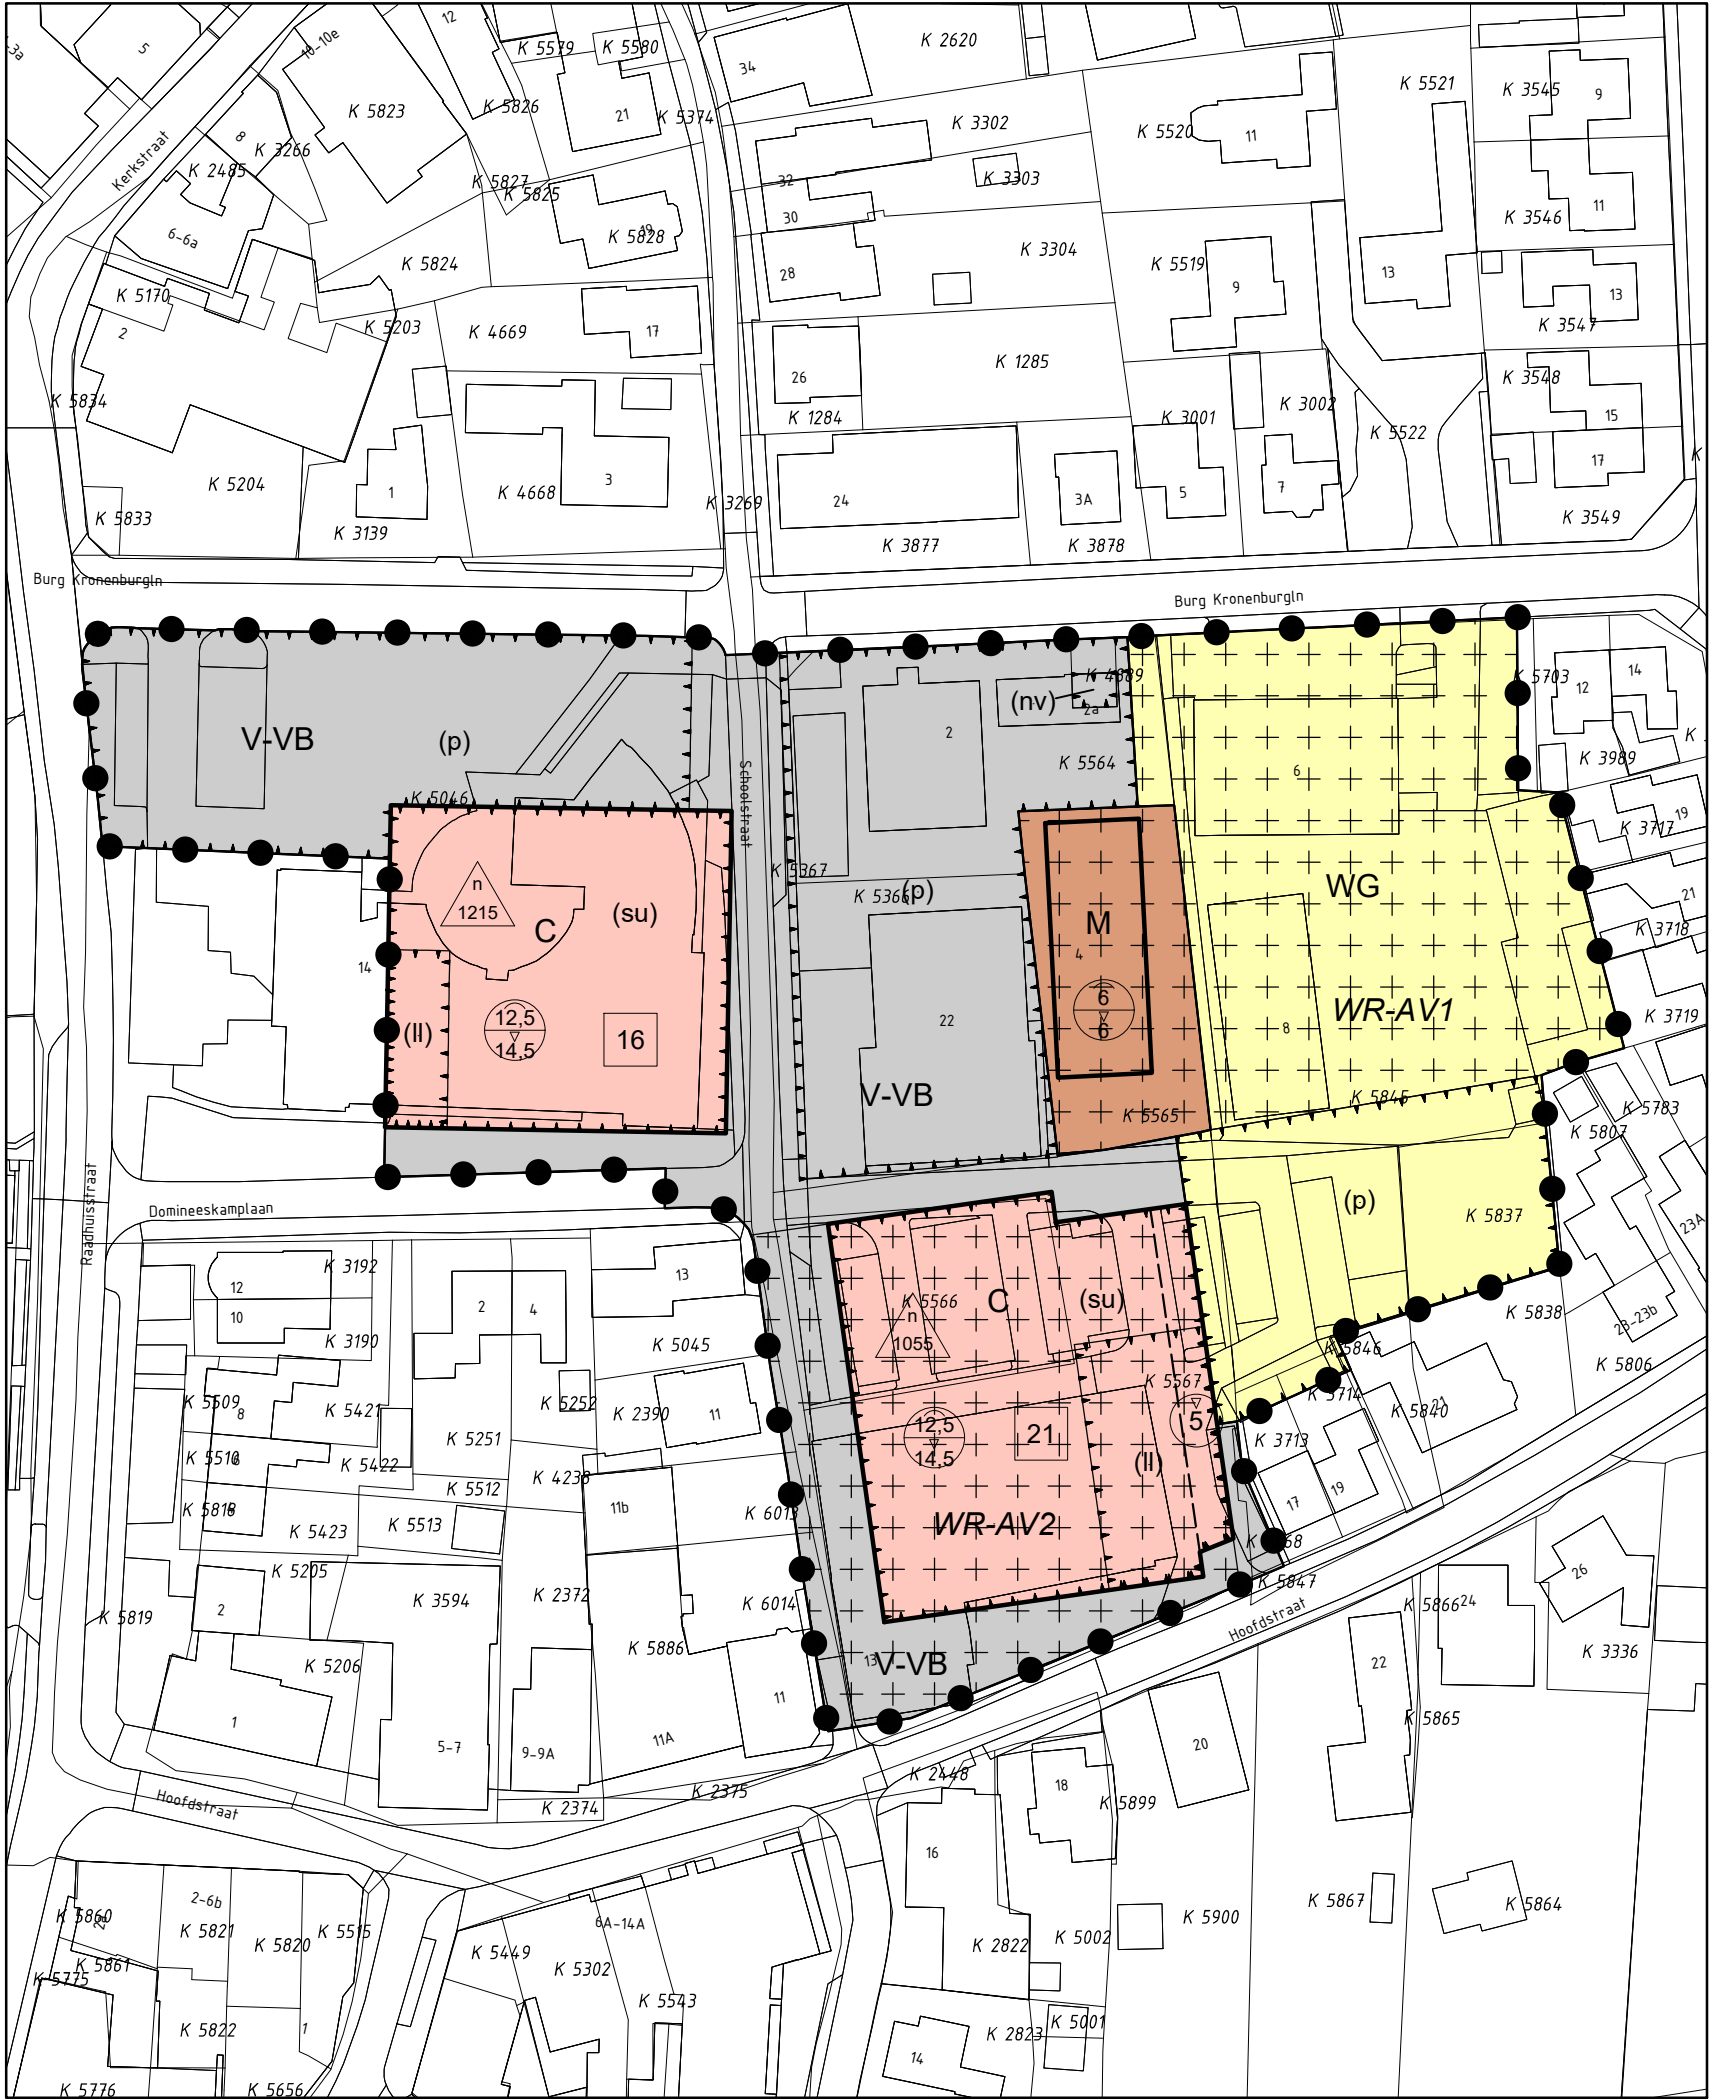 3a
5
10-10e
12
K 5579
K 5580
34
K 2620
K 5823
K 5826
21
K 5374
K 3302
K 5520
11
K 5521
K 3545
9
Kerkstraat
8
K 3266
K 2485
K 5827
K 5825
32
K 3303
30
K 3546
11
6-6a
K 5828
19
K 3304
K 5824
28
K 5519
9
13
K 5170
2
K 5203
K 4669
17
13
K 3547
26
K 1285
K 3548
K 5834
K 1284
K 3001
K 3002
K 5522
15
17
K
K 5204
1
K 4668
3
K 3269
24
3A
5
7
K 5833
K 3139
K 3877
K 3878
K 3549
Burg Kronenburgln
Burg Kronenburgln
K 4889
K 5703
12
14
V-VB
(p)
(nv)
2a
2
K 5564
K 3989
K
6
Schoolstraat
K 5046
19
K 3717
K 5367
K 5366
(p)
WG
21
n
1215
C
(su)
M
4
K 3718
14
(ll)
12,5
14,5
16
22
6
6
WR-AV1
8
K 3719
V-VB
K 5565
K 5845
K 5783
K 5807
Raadhuisstraat
Domineeskamplaan
(p)
K 5837
23A
K 3192
12
10
K 3190
13
2
4
K 5045
K 5566
C
(su)
n
1055
K 5838
23-23b
K 5846
K 5806
K 5567
K 5714
K 5509
8
K 5421
K 5252
K 2390
11
5
21
K 5840
K 5510
6
K 5422
K 5251
K 4238
12,5
14,5
21
(ll)
K 3713
K 5818
K 5512
11b
K 6013
17
19
K 5423
K 5513
WR-AV2
K 5205
K 5847
26
2
K 3594
K 2372
K 6014
K 5866
24
K 5819
Hoofdstraat
K 5206
K 5886
13
V-VB
22
K 3336
1
11
K 5865
5-7
9-9A
11A
20
Hoofdstraat
K 2374
K 2375
K 2448
18
K 5899
16
2-6b
K 5860
2a
K 5821
K 5820
K 5515
6A-14A
K 5867
K 5864
K 5861
K 5775
K 5449
K 5302
K 2822
K 5002
K 5900
K 5543
K 5822
1
K 2823
K 5001
14
K 5776
K 5656